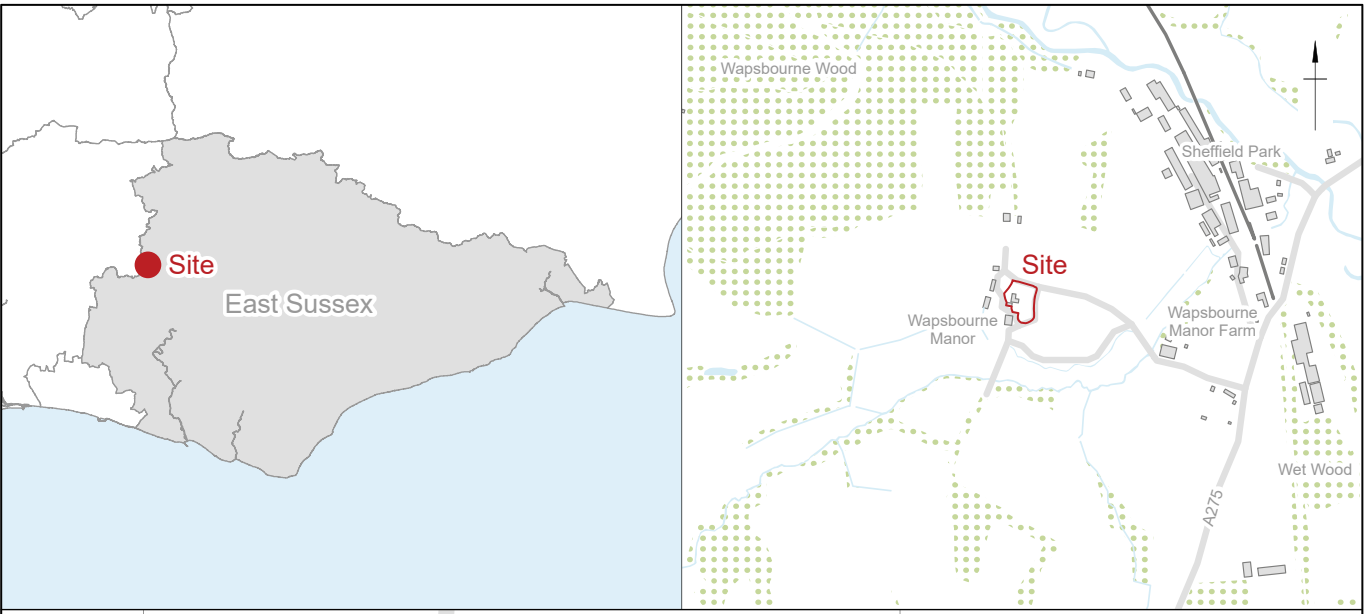 Site
East Sussex
Wapsbourne Wood
Sheffield Park
Site
Wapsbourne
Manor
Wapsbourne
Manor Farm
Wet Wood
A275